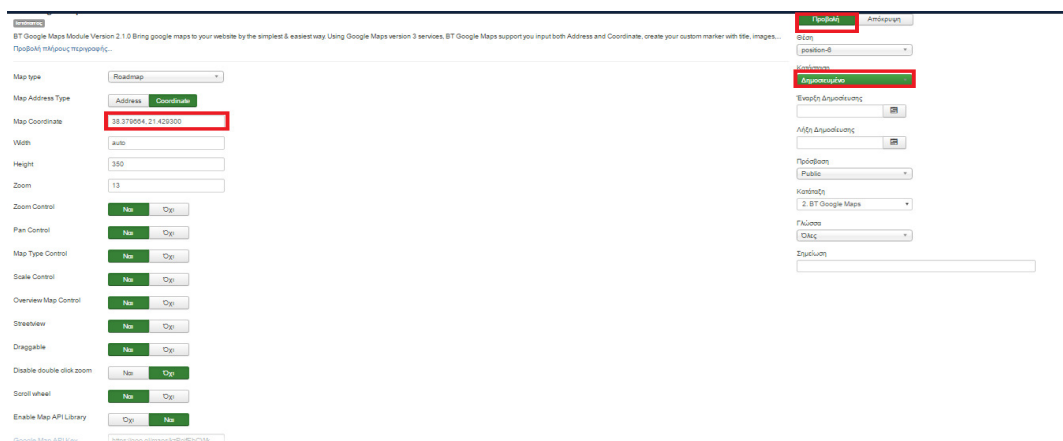 Ιστότοπος
BT Google Maps Module Version 2.1.0 Bring google maps to your website by the simplest & easiest way. Using Google Maps version 3 services, BT Google Maps support you input both Address and Coordinate, create your custom marker with title, images,...
Προβολή πλήρους περιγραφής...
Map type
Roadmap
Map Address Type
Address Coordinate
Map Coordinate
38.379664, 21.429300
Width
auto
Height
350
Zoom
13
Zoom Control
Ναι Όχι
Pan Control
Ναι Όχι
Map Type Control
Ναι Όχι
Scale Control
Ναι Όχι
Overview Map Control
Ναι Όχι
Streetview
Ναι Όχι
Draggable
Ναι Όχι
Disable double click zoom
Ναι Όχι
Scroll wheel
Ναι Όχι
Enable Map API Library
Όχι Ναι
Google Map API Key
Προβολή Απόκρυψη
Θέση
position-6
Κατάσταση
Δημοσιευμένο
Έναρξη Δημοσίευσης
Λήξη Δημοσίευσης
Πρόσβαση
Public
Κατάταξη
2. BT Google Maps
Γλώσσα
Όλες
Σημείωση